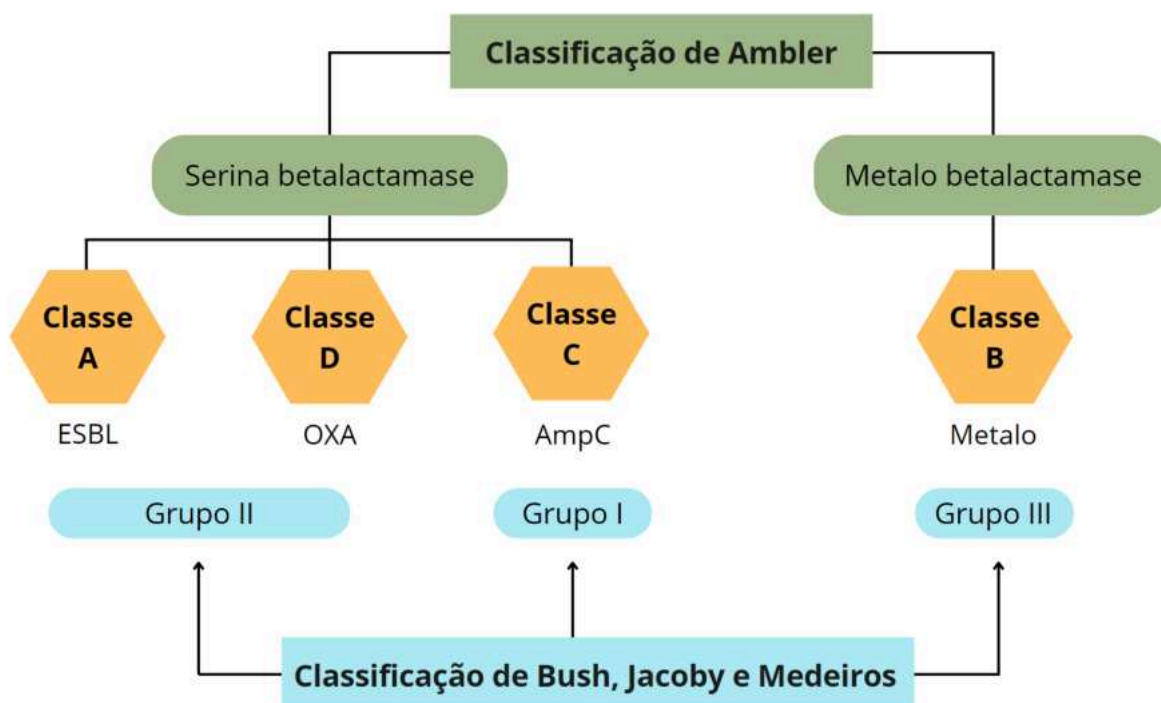 Classificação de Ambler
Serina betalactamase
Metalo betalactamase
Classe
A
Classe
D
Classe
C
Classe
B
ESBL
OXA
AmpC
Metalo
Grupo II
Grupo I
Grupo III
Classificação de Bush, Jacoby e Medeiros